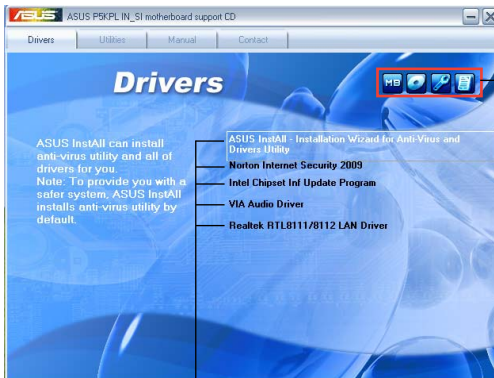 ASUS ASUS P5KPL IN_SI motherboard support CD
Drivers Utilities Manual Contact
Drivers
MB
ASUS InstAll can install
anti-virus utility and all of
drivers for you.
Note: To provide you with a
safer system, ASUS InstAll
installs anti-virus utility by
default.
ASUS InstAll - Installation Wizard for Anti-Virus and
Drivers Utility
Norton Internet Security 2009
Intel Chipset Inf Update Program
VIA Audio Driver
Realtek RTL8111/8112 LAN Driver